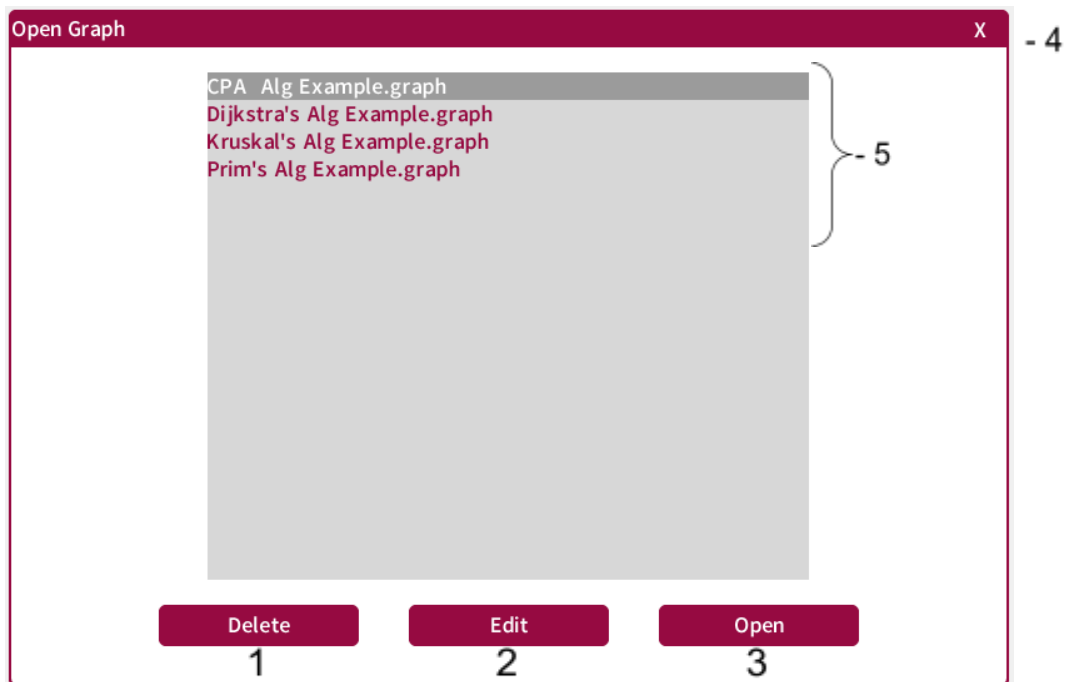 Open Graph X - 4
CPA  Alg Example.graph
Dijkstra's Alg Example.graph
Kruskal's Alg Example.graph
- 5
Prim's Alg Example.graph
Delete Edit Open
1 2 3